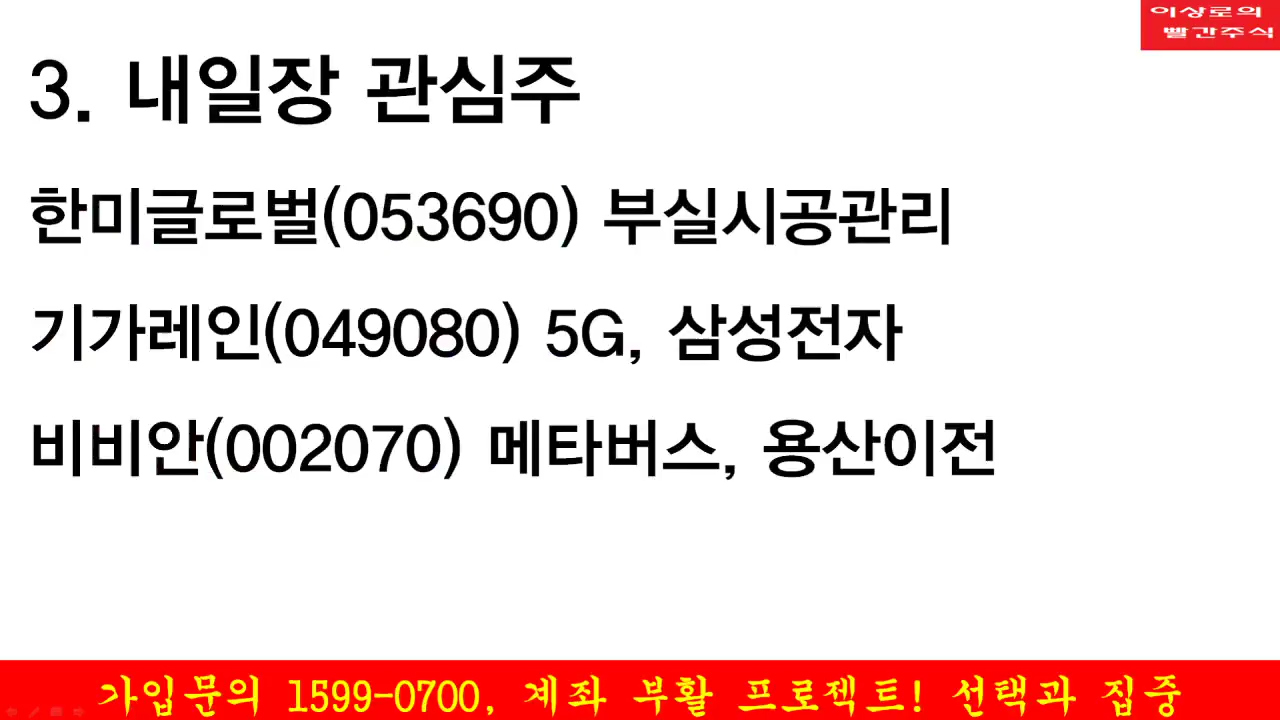 이상로의
빨간주식
3. 내일장 관심주
한미글로벌(053690) 부실시공관리
기가레인(049080) 5G, 삼성전자
비비안(002070) 메타버스, 용산이전
가입문의 1599-0700, 계좌 부활 프로젝트! 선택과 집중